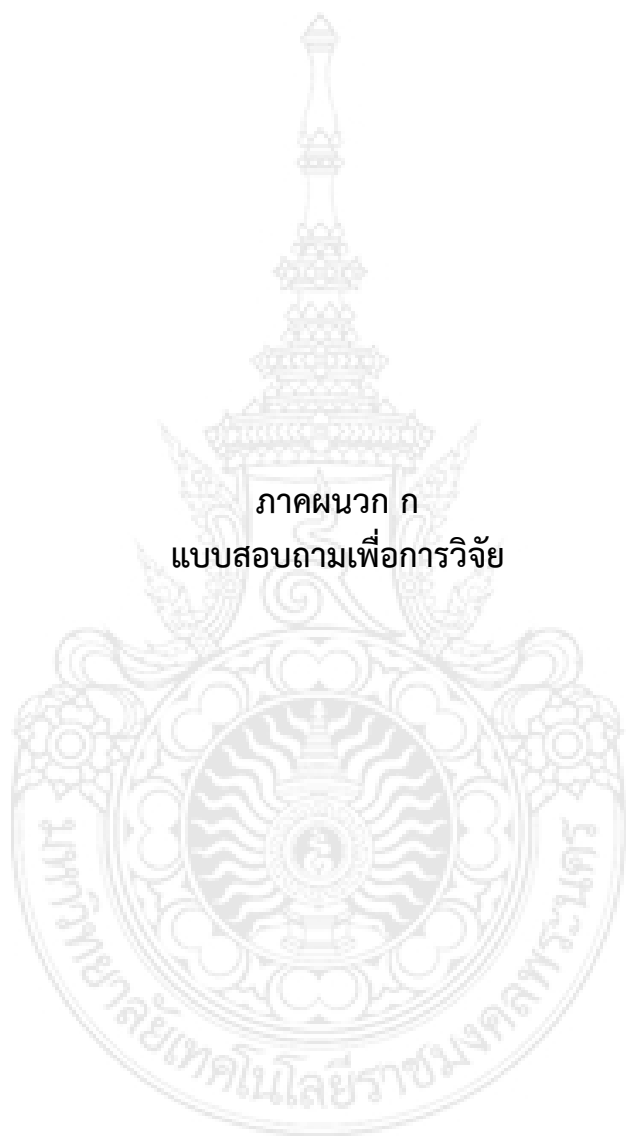 ภาคผนวก ก
แบบสอบถามเพื่อการวิจัย
มหาวิทยาลัยเทคโนโลยีราชมงคลพระนคร